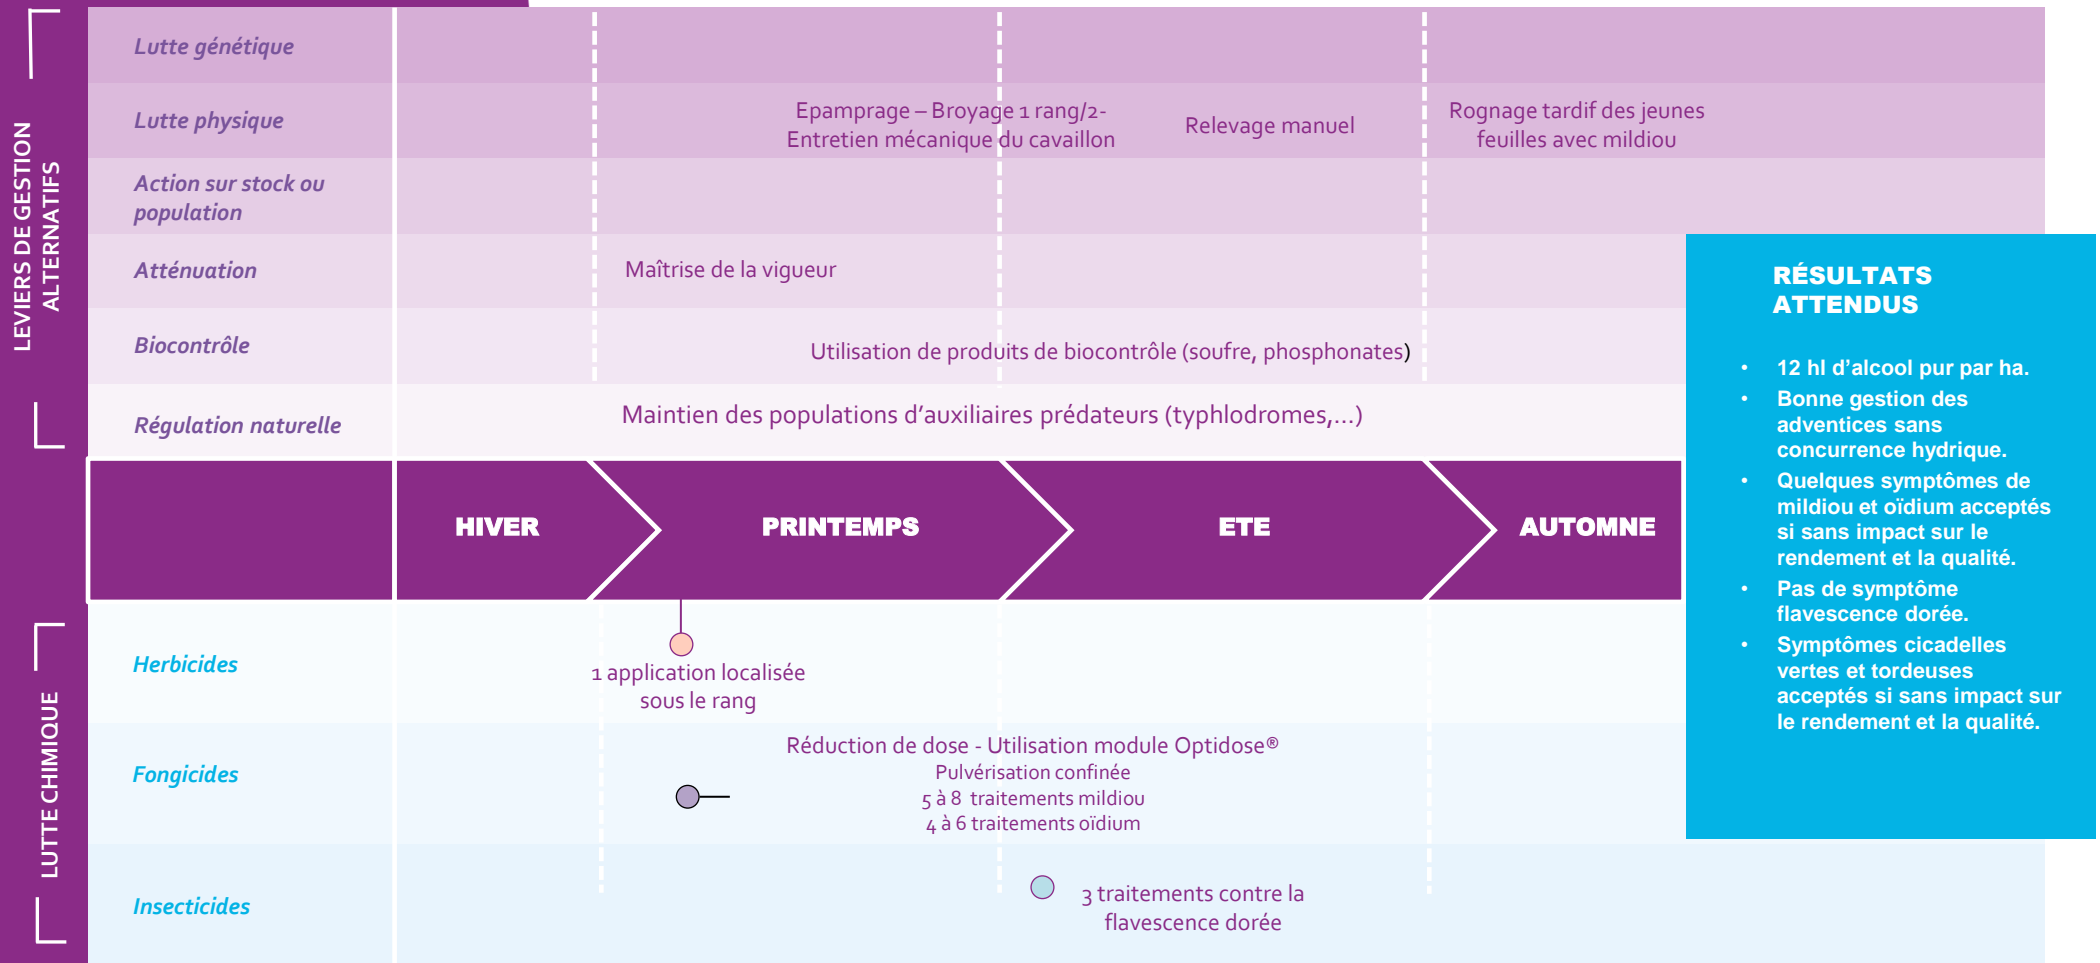 LEVIERS DE GESTION
ALTERNATIFS
Lutte génétique
Lutte physique
Epamprage – Broyage 1 rang/2-
Entretien mécanique du cavaillon
Relevage manuel
Rognage tardif des jeunes
feuilles avec mildiou
Action sur stock ou
population
Atténuation
Maîtrise de la vigueur
Biocontrôle
Utilisation de produits de biocontrôle (soufre, phosphonates)
Régulation naturelle
Maintien des populations d’auxiliaires prédateurs (typhlodromes,…)
HIVER
PRINTEMPS
ETE
AUTOMNE
LUTTE CHIMIQUE
Herbicides
1 application localisée
sous le rang
Fongicides
Réduction de dose - Utilisation module Optidose®
Pulvérisation confinée
5 à 8 traitements mildiou
4 à 6 traitements oïdium
Insecticides
3 traitements contre la
flavescence dorée
RÉSULTATS
ATTENDUS
• 12 hl d’alcool pur par ha.
• Bonne gestion des
adventices sans
concurrence hydrique.
• Quelques symptômes de
mildiou et oïdium acceptés
si sans impact sur le
rendement et la qualité.
• Pas de symptôme
flavescence dorée.
• Symptômes cicadelles
vertes et tordeuses
acceptés si sans impact sur
le rendement et la qualité.